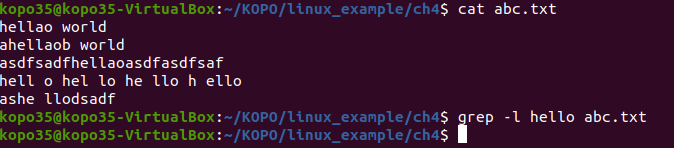 kopo35@kopo35-VirtualBox:~/KOPO/linux_example/ch4$ cat abc.txt
hellao world
ahellaob world
asdfsadfhellaoasdfasdfsaf
hell o hel lo he llo h ello
ashe llodsadf
kopo35@kopo35-VirtualBox:~/KOPO/linux_example/ch4$ grep -l hello abc.txt
kopo35@kopo35-VirtualBox:~/KOPO/linux_example/ch4$